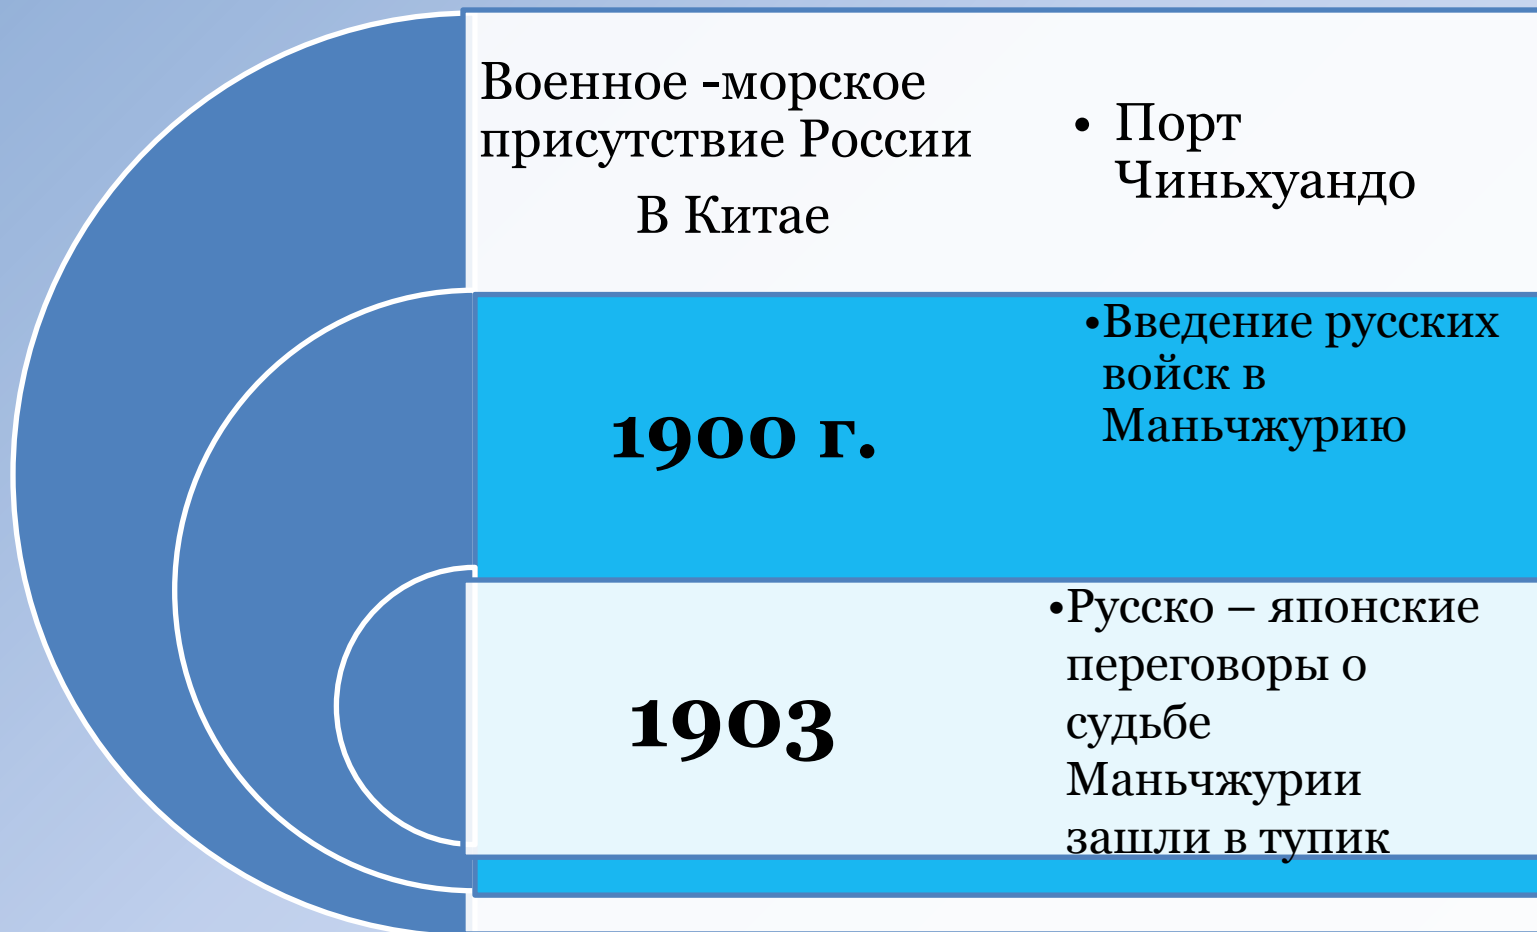 Военное -морское
присутствие России
В Китае
• Порт
Чиньхуандо
1900 г.
•Введение русских
войск в
Маньчжурию
1903
•Русско – японские
переговоры о
судьбе
Маньчжурии
зашли в тупик